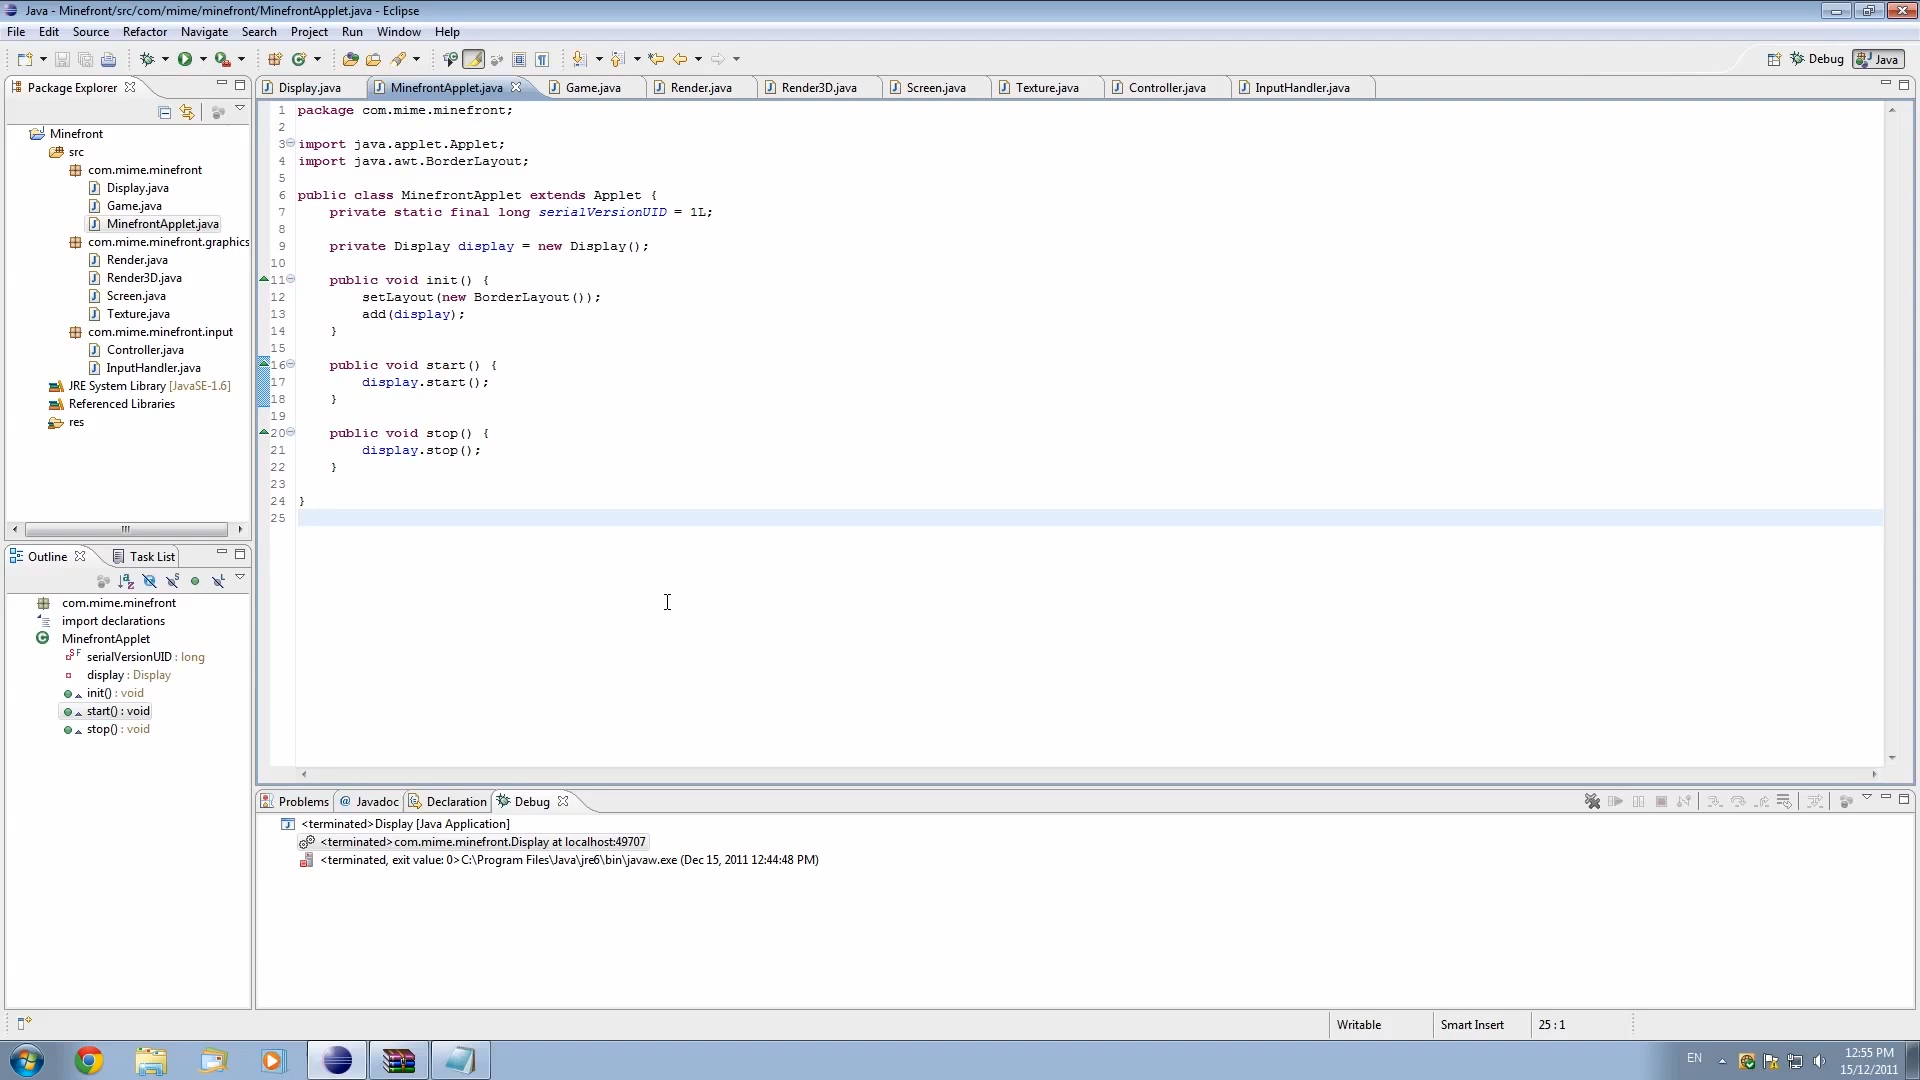 Java - Minefront/src/com/mime/minefront/MinefrontApplet.java - Eclipse
File Edit Source Refactor Navigate Search Project Run Window Help
Debug Java
Package Explorer
Display.java MinefrontApplet.java Game.java Render.java Render3D.java Screen.java Texture.java Controller.java InputHandler.java
Minefront
src
com.mime.minefront
Display.java
Game.java
MinefrontApplet.java
com.mime.minefront.graphics
Render.java
Render3D.java
Screen.java
Texture.java
com.mime.minefront.input
Controller.java
InputHandler.java
JRE System Library [JavaSE-1.6]
Referenced Libraries
res
1 package com.mime.minefront;
2
3 import java.applet.Applet;
4 import java.awt.BorderLayout;
5
6 public class MinefrontApplet extends Applet {
7 private static final long serialVersionUID = 1L;
8
9 private Display display = new Display();
10
11 public void init() {
12 setLayout(new BorderLayout());
13 add(display);
14 }
15
16 public void start() {
17 display.start();
18 }
19
20 public void stop() {
21 display.stop();
22 }
23
24 }
25
Outline Task List
com.mime.minefront
import declarations
MinefrontApplet
serialVersionUID : long
display : Display
init() : void
start() : void
stop() : void
Problems @ Javadoc Declaration Debug
<terminated>Display [Java Application]
<terminated>com.mime.minefront.Display at localhost:49707
<terminated, exit value: 0>C:\Program Files\Java\jre6\bin\javaw.exe (Dec 15, 2011 12:44:48 PM)
Writable Smart Insert 25 : 1
EN
12:55 PM
15/12/2011